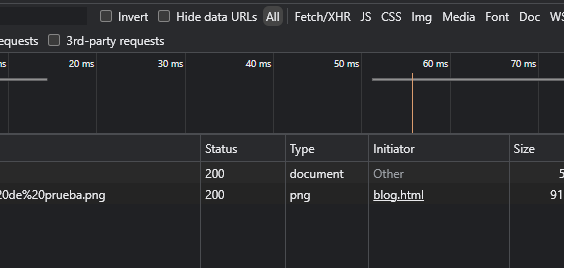 Invert Hide data URLs All Fetch/XHR JS CSS Img Media Font Doc WS
equests 3rd-party requests
ms 20 ms 30 ms 40 ms 50 ms 60 ms 70 ms
Status Type Initiator Size
200 document Other 5
20de%20prueba.png 200 png blog.html 91